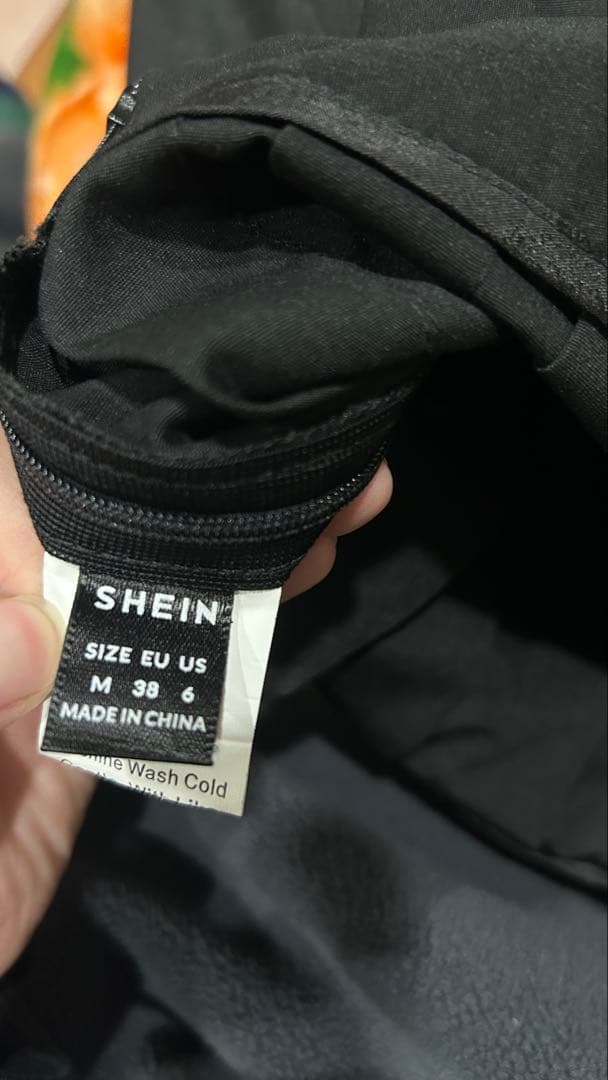 SHEIN
SIZE EU US
M 38 6
MADE IN CHINA
Wash Cold